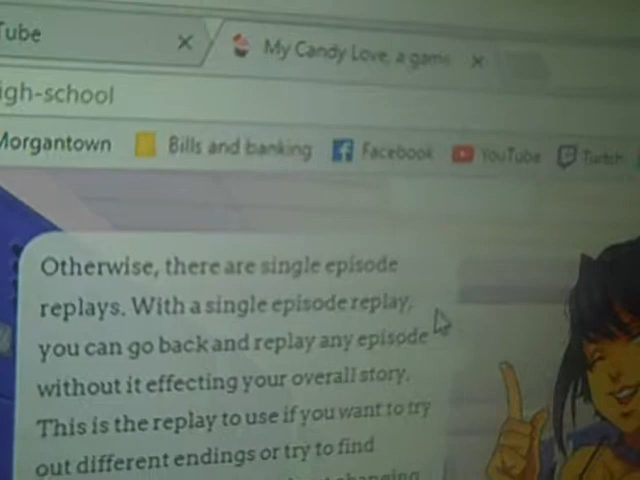 Tube
My Candy Love, a game
igh-school
Morgantown
Bills and banking
Facebook
YouTube
Twitch
Otherwise, there are single episode
replays. With a single episode replay,
you can go back and replay any episode
without it effecting your overall story.
This is the replay to use if you want to try
out different endings or try to find
changing